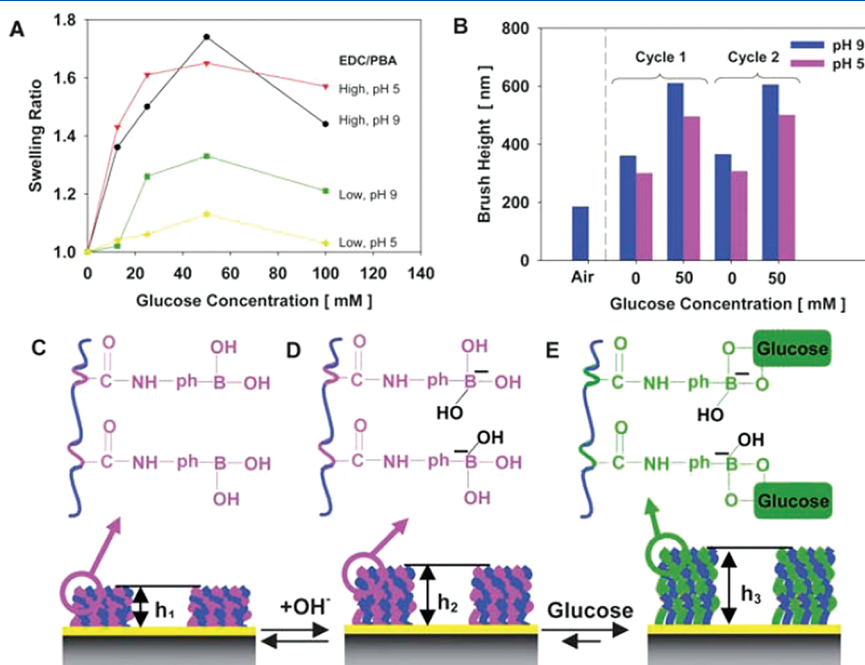 A
1.8
1.6
1.4
1.2
1.0
Swelling Ratio
EDC/PBA
High, pH 5
High, pH 9
Low, pH 9
Low, pH 5
0 20 40 60 80 100 120 140
Glucose Concentration [ mM ]
B
800
600
400
200
0
Brush Height [ nm ]
pH 9
pH 5
Cycle 1 Cycle 2
Air 0 50 0 50
Glucose Concentration [ mM ]
C
O
C NH ph B OH
OH
O
C NH ph B OH
OH
D
O
C NH ph B OH
OH
HO
O
C NH ph B OH
OH
OH
E
O
C NH ph B O
O
HO
Glucose
O
C NH ph B O
OH
O
Glucose
h₁
+OH⁻
h₂
Glucose
h₃